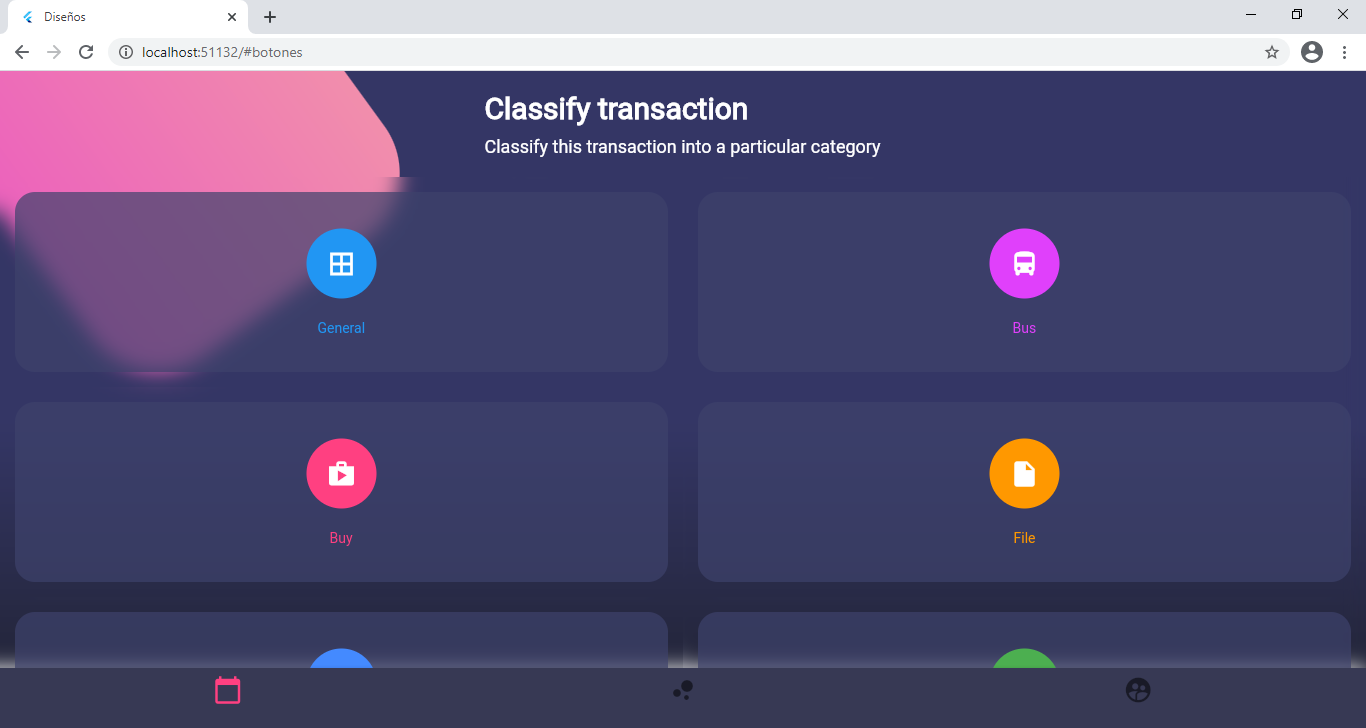 Diseños
localhost:51132/#botones
Classify transaction
Classify this transaction into a particular category
General
Bus
Buy
File